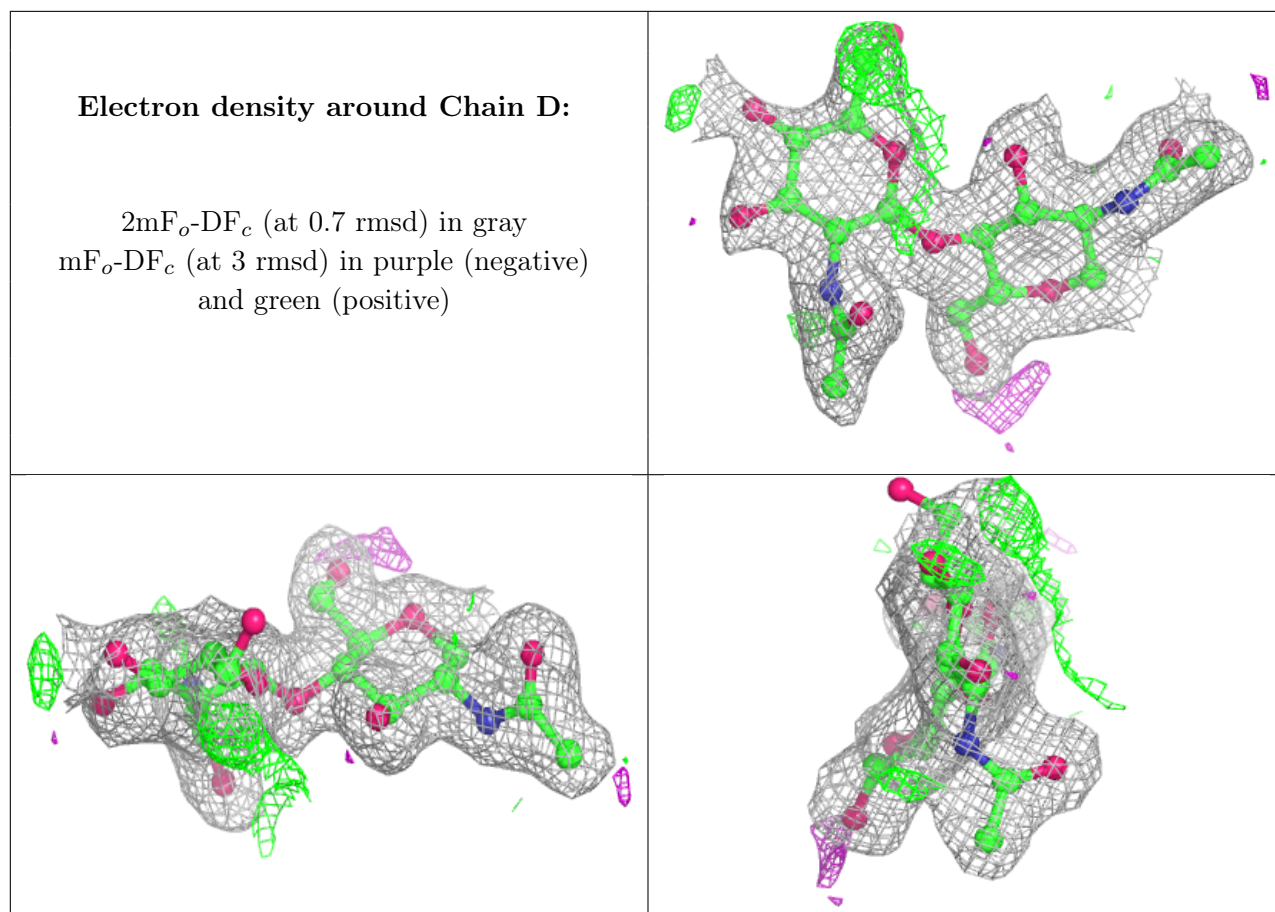 Electron density around Chain D:
2mFₒ-DF𝒸 (at 0.7 rmsd) in gray
mFₒ-DF𝒸 (at 3 rmsd) in purple (negative)
and green (positive)